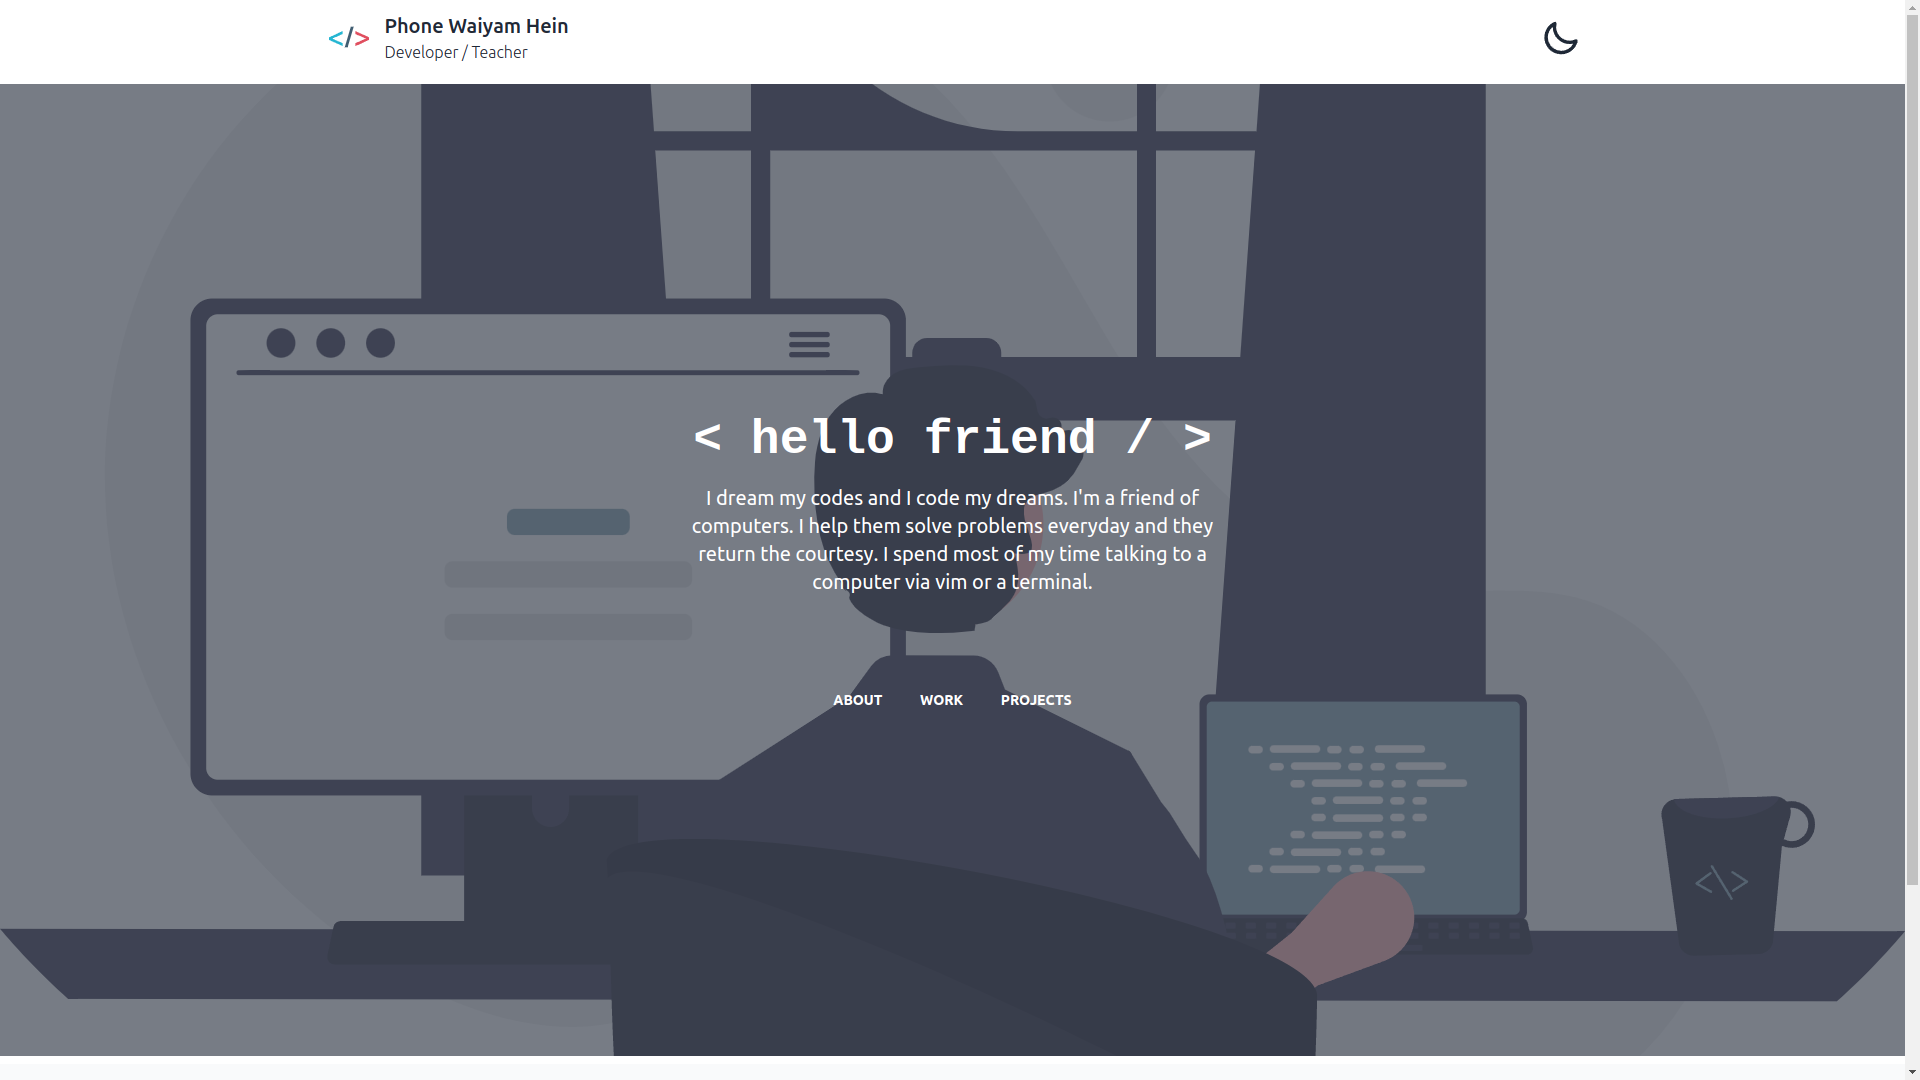 </>
Phone Waiyam Hein
Developer / Teacher
< hello friend / >
I dream my codes and I code my dreams. I'm a friend of
computers. I help them solve problems everyday and they
return the courtesy. I spend most of my time talking to a
computer via vim or a terminal.
ABOUT
WORK
PROJECTS
<\>